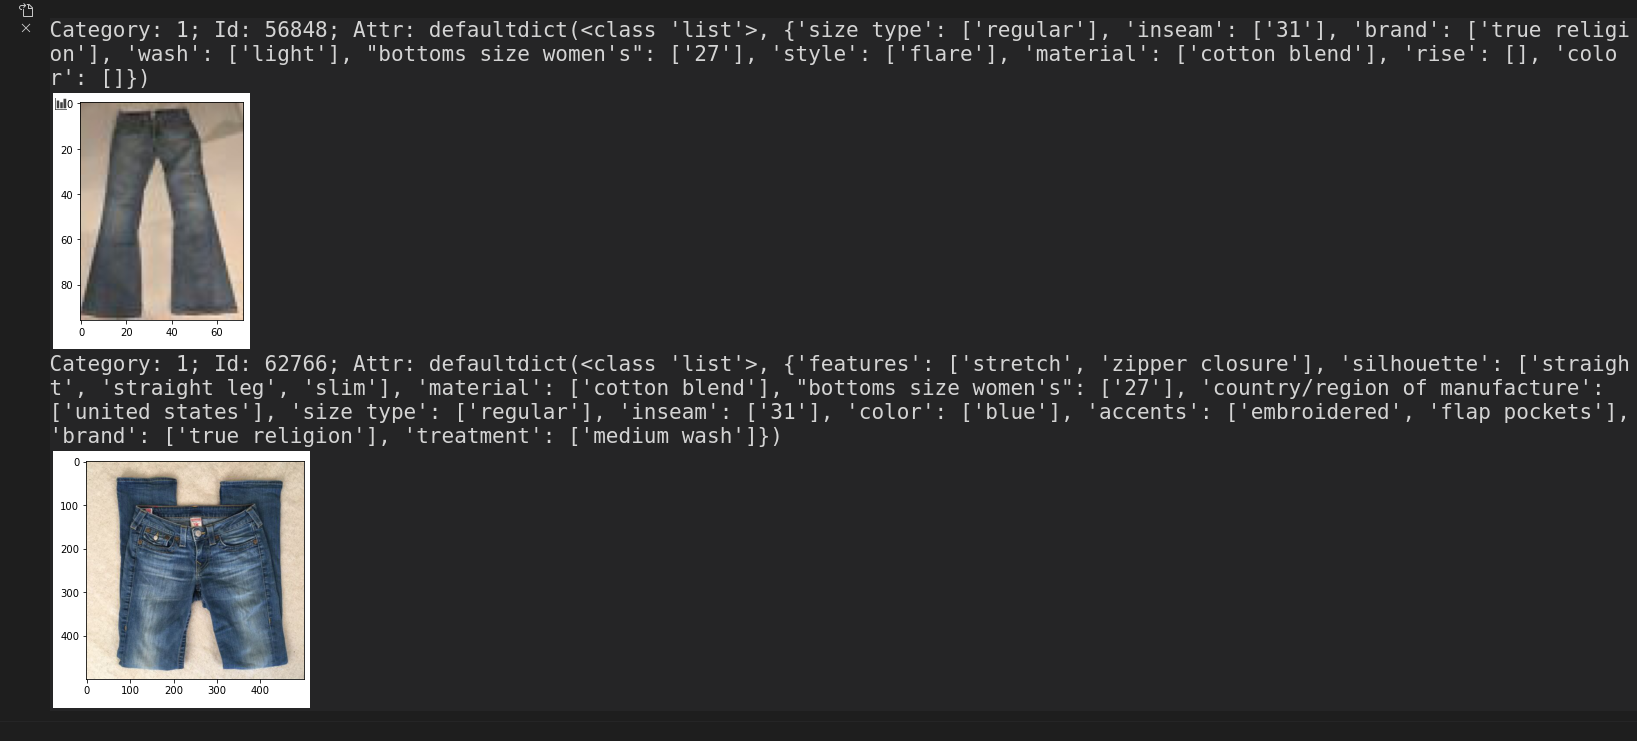 Category: 1; Id: 56848; Attr: defaultdict(<class 'list'>, {'size type': ['regular'], 'inseam': ['31'], 'brand': ['true religi
on'], 'wash': ['light'], "bottoms size women's": ['27'], 'style': ['flare'], 'material': ['cotton blend'], 'rise': [], 'colo
r': []})
0
20
40
60
80
0 20 40 60
Category: 1; Id: 62766; Attr: defaultdict(<class 'list'>, {'features': ['stretch', 'zipper closure'], 'silhouette': ['straigh
t', 'straight leg', 'slim'], 'material': ['cotton blend'], "bottoms size women's": ['27'], 'country/region of manufacture':
['united states'], 'size type': ['regular'], 'inseam': ['31'], 'color': ['blue'], 'accents': ['embroidered', 'flap pockets'],
'brand': ['true religion'], 'treatment': ['medium wash']})
0
100
200
300
400
0 100 200 300 400